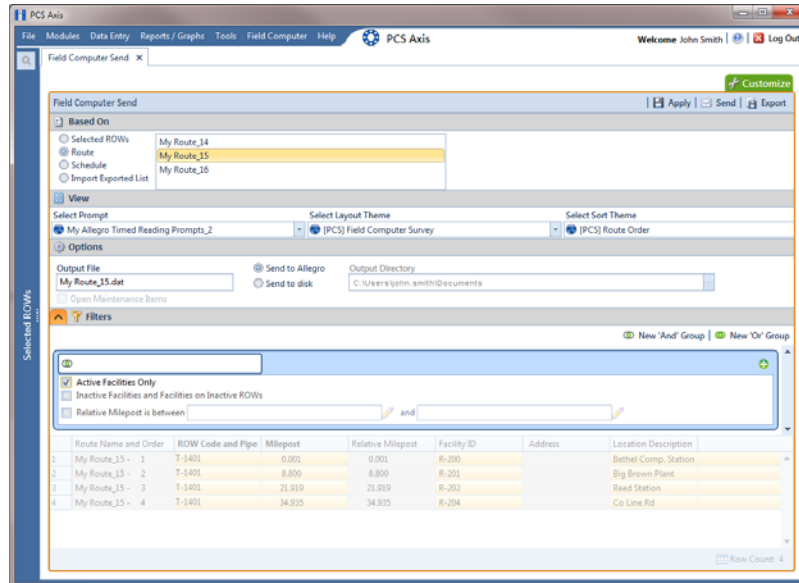 PCS Axis
File Modules Data Entry Reports / Graphs Tools Field Computer Help PCS Axis Welcome John Smith Log Out
Field Computer Send X
Customize
Field Computer Send Apply Send Export
Based On
Selected ROWs
Route
Schedule
Import Exported List
My Route_14
My Route_15
My Route_16
View
Select Prompt Select Layout Theme Select Sort Theme
My Allegro Timed Reading Prompts_2 [PCS] Field Computer Survey [PCS] Route Order
Options
Output File Send to Allegro Output Directory
My Route_15.dat Send to disk C:\Users\john.smith\Documents
Open Maintenance Items
Filters
New 'And' Group New 'Or' Group
Active Facilities Only
Inactive Facilities and Facilities on Inactive ROWs
Relative Milepost is between and
Route Name and Order ROW Code and Pipe Milepost Relative Milepost Facility ID Address Location Description
1 My Route_15 - 1 T-1401 0.001 0.001 R-200 Bethel Comp. Station
2 My Route_15 - 2 T-1401 8.800 8.800 R-201 Big Brown Plant
3 My Route_15 - 3 T-1401 21.919 21.919 R-202 Reed Station
4 My Route_15 - 4 T-1401 34.935 34.935 R-204 Co Line Rd
Row Count: 4
Selected ROWs